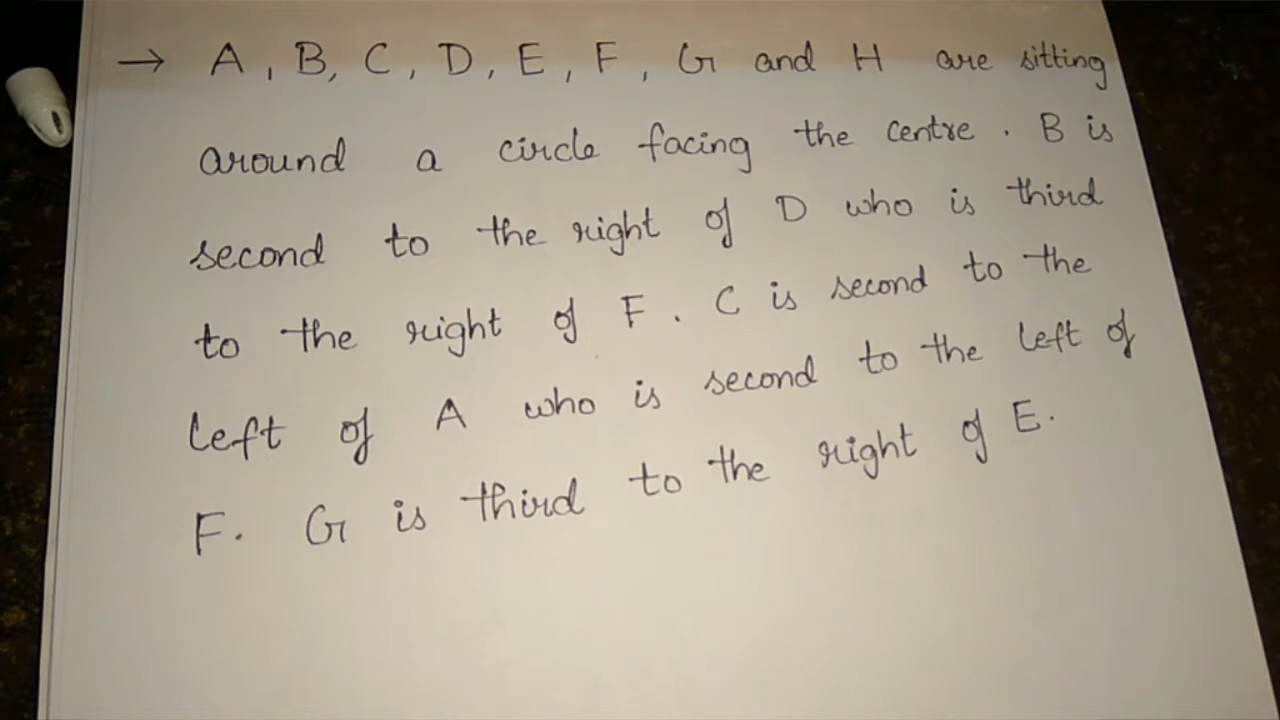 → A, B, C, D, E, F, G and H are sitting
around a circle facing the centre. B is
second to the right of D who is third
to the right of F. C is second to the
left of A who is second to the left of
F. G is third to the right of E.